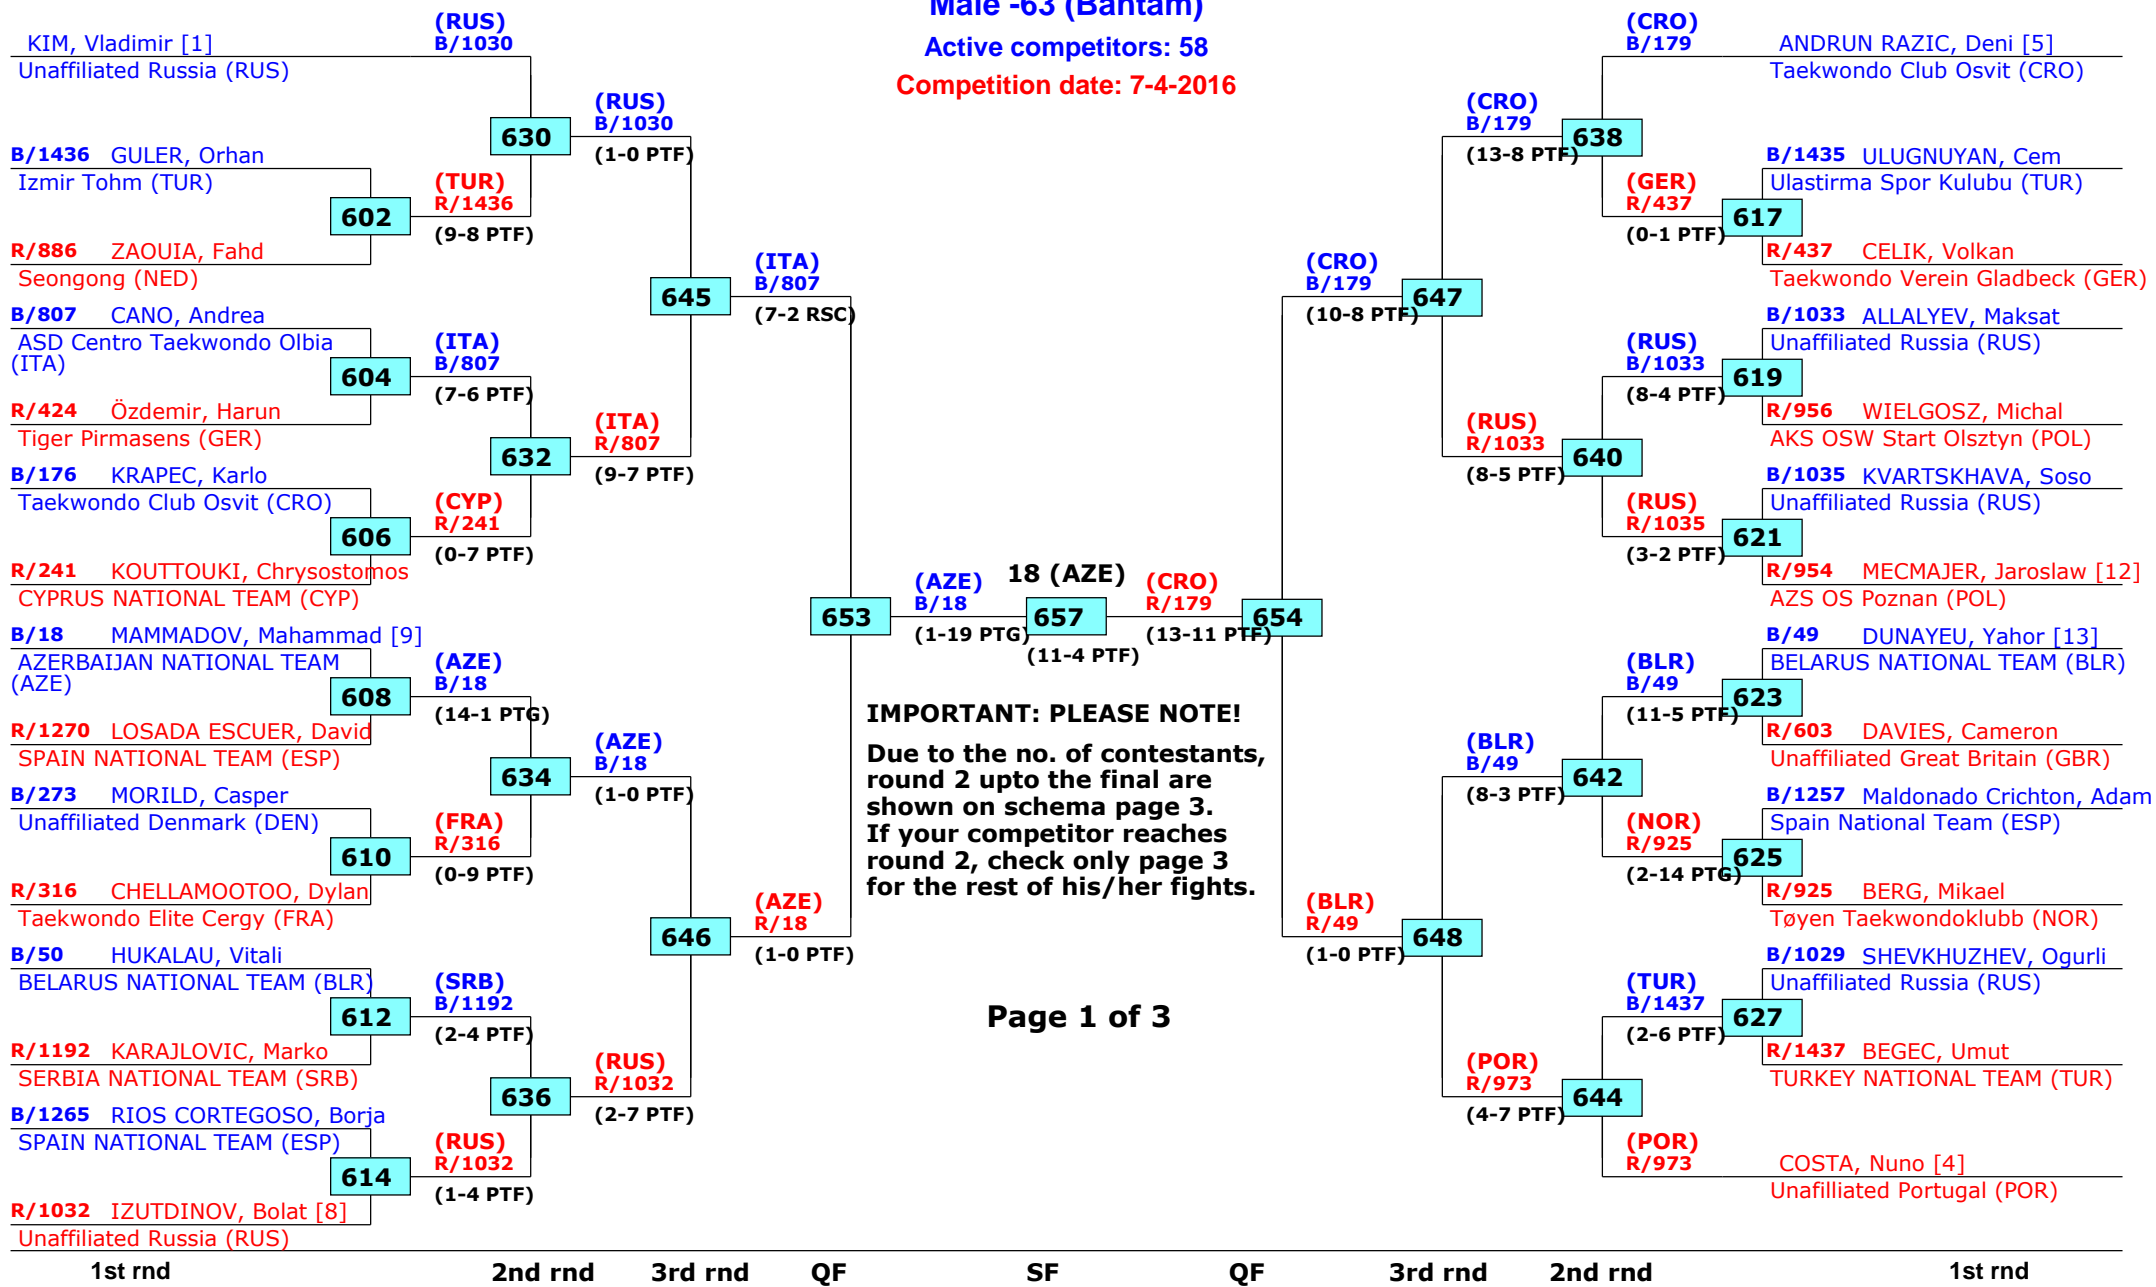 Male -63 (Bantam)
Active competitors: 58
Competition date: 7-4-2016
KIM, Vladimir [1]
Unaffiliated Russia (RUS)
(RUS)
B/1030
B/1436 GULER, Orhan
Izmir Tohm (TUR)
602
R/886 ZAOUIA, Fahd
Seongong (NED)
(TUR)
R/1436
(9-8 PTF)
630
(RUS)
B/1030
(1-0 PTF)
B/807 CANO, Andrea
ASD Centro Taekwondo Olbia
(ITA)
604
R/424 Özdemir, Harun
Tiger Pirmasens (GER)
(ITA)
B/807
(7-6 PTF)
B/176 KRAPEC, Karlo
Taekwondo Club Osvit (CRO)
606
R/241 KOUTTOUKI, Chrysostomos
CYPRUS NATIONAL TEAM (CYP)
(CYP)
R/241
(0-7 PTF)
632
(ITA)
R/807
(9-7 PTF)
645
(ITA)
B/807
(7-2 RSC)
B/18 MAMMADOV, Mahammad [9]
AZERBAIJAN NATIONAL TEAM
(AZE)
608
R/1270 LOSADA ESCUER, David
SPAIN NATIONAL TEAM (ESP)
(AZE)
B/18
(14-1 PTG)
B/273 MORILD, Casper
Unaffiliated Denmark (DEN)
610
R/316 CHELLAMOOTOO, Dylan
Taekwondo Elite Cergy (FRA)
(FRA)
R/316
(0-9 PTF)
634
(AZE)
B/18
(1-0 PTF)
B/50 HUKALAU, Vitali
BELARUS NATIONAL TEAM (BLR)
612
R/1192 KARAJLOVIC, Marko
SERBIA NATIONAL TEAM (SRB)
(SRB)
B/1192
(2-4 PTF)
B/1265 RIOS CORTEGOSO, Borja
SPAIN NATIONAL TEAM (ESP)
614
R/1032 IZUTDINOV, Bolat [8]
Unaffiliated Russia (RUS)
(RUS)
R/1032
(1-4 PTF)
636
(RUS)
R/1032
(2-7 PTF)
646
(AZE)
R/18
(1-0 PTF)
653
(AZE)
B/18
(1-19 PTG)
18 (AZE)
657
(11-4 PTF)
(CRO)
R/179
(13-11 PTF)
654
IMPORTANT: PLEASE NOTE!
Due to the no. of contestants,
round 2 upto the final are
shown on schema page 3.
If your competitor reaches
round 2, check only page 3
for the rest of his/her fights.
Page 1 of 3
(CRO)
B/179
(10-8 PTF)
647
(CRO)
B/179
(13-8 PTF)
638
(CRO)
B/179
ANDRUN RAZIC, Deni [5]
Taekwondo Club Osvit (CRO)
(GER)
R/437
(0-1 PTF)
617
B/1435 ULUGNUYAN, Cem
Ulastirma Spor Kulubu (TUR)
R/437 CELIK, Volkan
Taekwondo Verein Gladbeck (GER)
(RUS)
R/1033
(8-5 PTF)
640
(RUS)
B/1033
(8-4 PTF)
619
B/1033 ALLALYEV, Maksat
Unaffiliated Russia (RUS)
R/956 WIELGOSZ, Michal
AKS OSW Start Olsztyn (POL)
(RUS)
R/1035
(3-2 PTF)
621
B/1035 KVARTSKHAVA, Soso
Unaffiliated Russia (RUS)
R/954 MECMAJER, Jaroslaw [12]
AZS OS Poznan (POL)
(BLR)
R/49
(1-0 PTF)
648
(BLR)
B/49
(8-3 PTF)
642
(BLR)
B/49
(11-5 PTF)
623
B/49 DUNAYEU, Yahor [13]
BELARUS NATIONAL TEAM (BLR)
R/603 DAVIES, Cameron
Unaffiliated Great Britain (GBR)
(NOR)
R/925
(2-14 PTG)
625
B/1257 Maldonado Crichton, Adam
Spain National Team (ESP)
R/925 BERG, Mikael
Tøyen Taekwondoklubb (NOR)
(POR)
R/973
(4-7 PTF)
644
(TUR)
B/1437
(2-6 PTF)
627
B/1029 SHEVKHUZHEV, Ogurli
Unaffiliated Russia (RUS)
R/1437 BEGEC, Umut
TURKEY NATIONAL TEAM (TUR)
(POR)
R/973
COSTA, Nuno [4]
Unafilliated Portugal (POR)
1st rnd 2nd rnd 3rd rnd QF SF QF 3rd rnd 2nd rnd 1st rnd